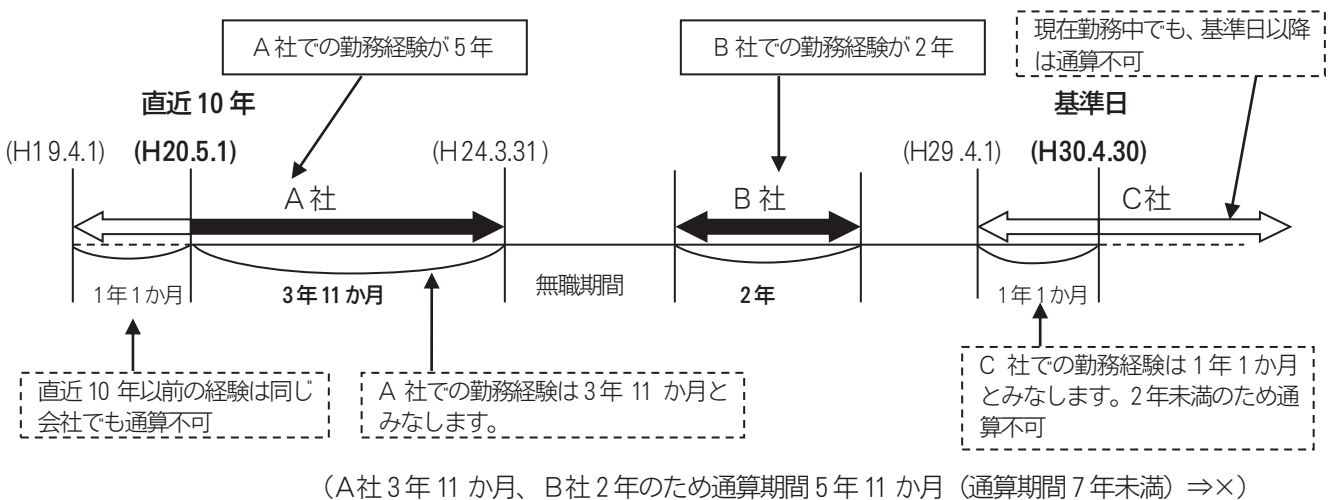 A社での勤務経験が5年
B社での勤務経験が2年
現在勤務中でも、基準日以降
は通算不可
直近10年
基準日
(H19.4.1)
(H20.5.1)
(H24.3.31)
(H29.4.1)
(H30.4.30)
A社
B社
C社
1年1か月
3年11か月
無職期間
2年
1年1か月
直近10年以前の経験は同じ
会社でも通算不可
A 社での勤務経験は3年 11 か月と
みなします。
C 社での勤務経験は1年1か月
とみなします。2年未満のため通
算不可
(A社3年11 か月、B社2年のため通算期間5年11 か月(通算期間7年未満)⇒×)